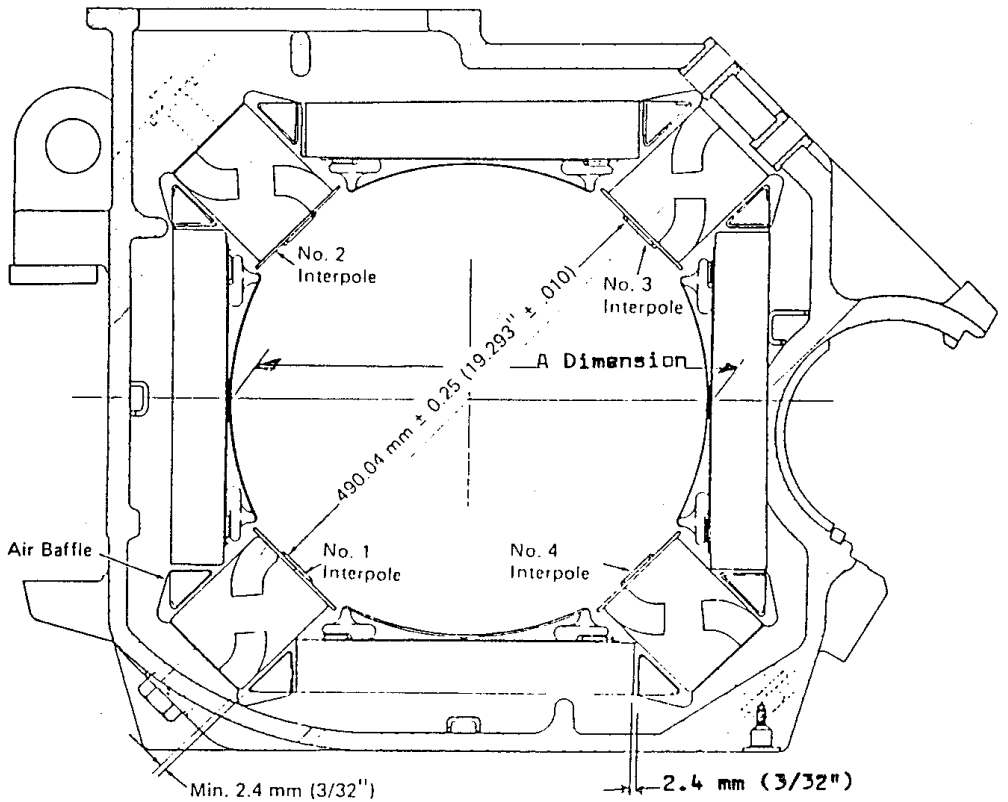 No. 2
Interpole
No. 3
Interpole
A Dimension
490.04 mm ± 0.25 (19.293" ± .010)
Air Baffle
No. 1
Interpole
No. 4
Interpole
Min. 2.4 mm (3/32")
2.4 mm (3/32")